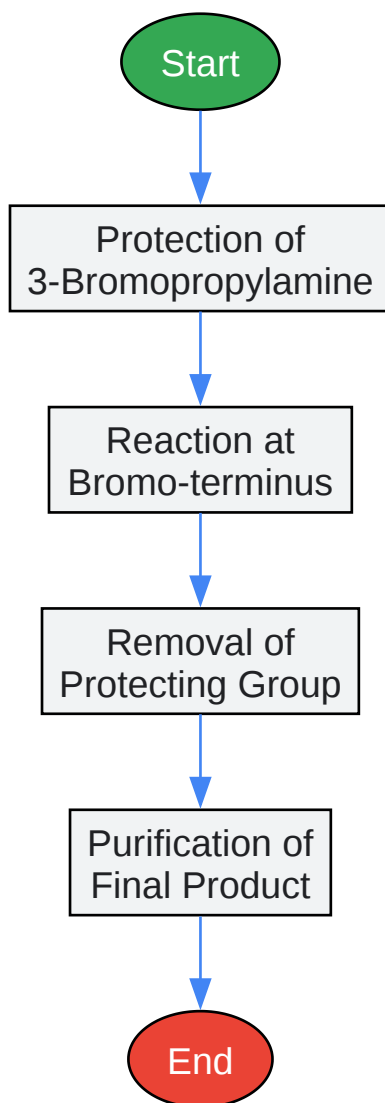 Start
Protection of
3-Bromopropylamine
Reaction at
Bromo-terminus
Removal of
Protecting Group
Purification of
Final Product
End